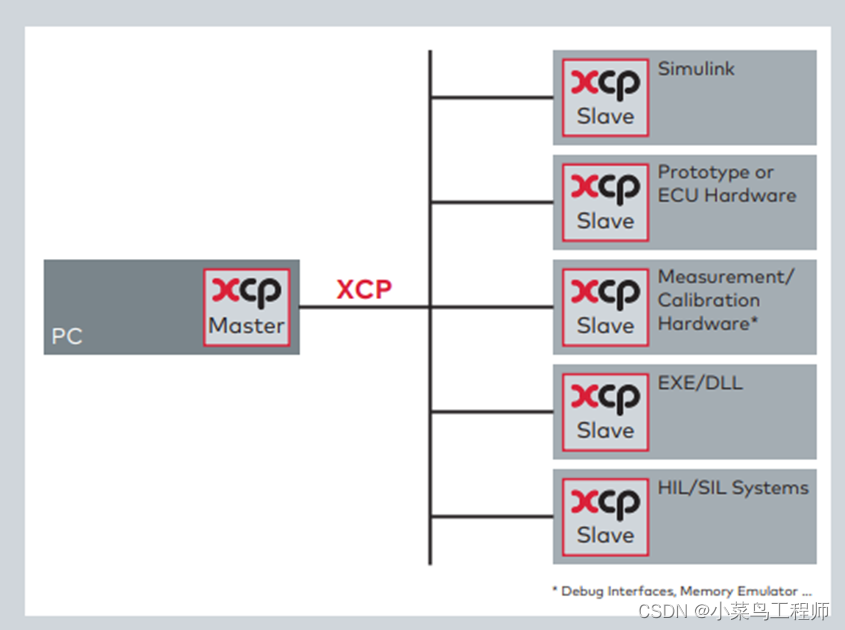 xcp
Slave
Simulink
xcp
Slave
Prototype or
ECU Hardware
PC
xcp
Master
XCP
xcp
Slave
Measurement/
Calibration
Hardware*
xcp
Slave
EXE/DLL
xcp
Slave
HIL/SIL Systems
* Debug Interfaces, Memory Emulator ...
CSDN @小菜鸟工程师